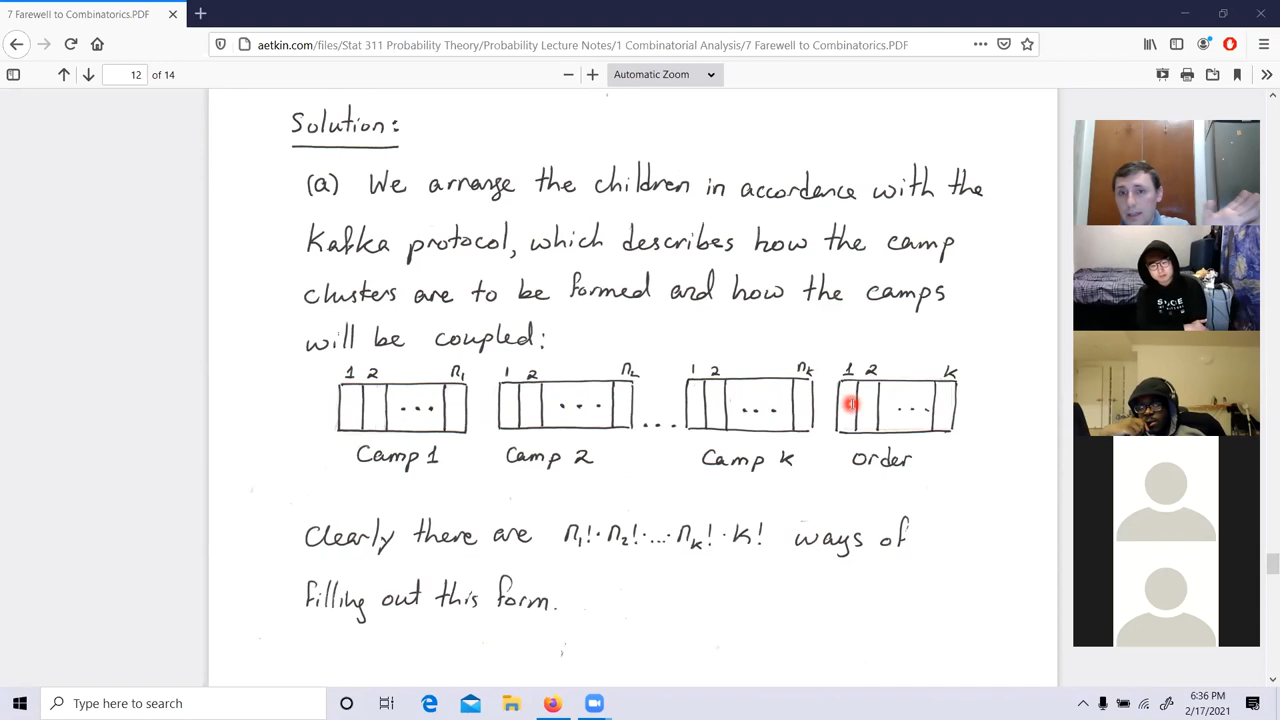 7 Farewell to Combinatorics.PDF
aetkin.com/files/Stat 311 Probability Theory/Probability Lecture Notes/1 Combinatorial Analysis/7 Farewell to Combinatorics.PDF
12 of 14
Automatic Zoom
Solution:
(a) We arrange the children in accordance with the
Kafka protocol, which describes how the camp
clusters are to be formed and how the camps
will be coupled:
1 2 n₁ 1 2 n₂ 1 2 nₖ 1 2 k
... ... ... ... ...
Camp 1 Camp 2 Camp k Order
Clearly there are n₁! · n₂! · ... · nₖ! · k! ways of
filling out this form.
Type here to search
6:36 PM
2/17/2021